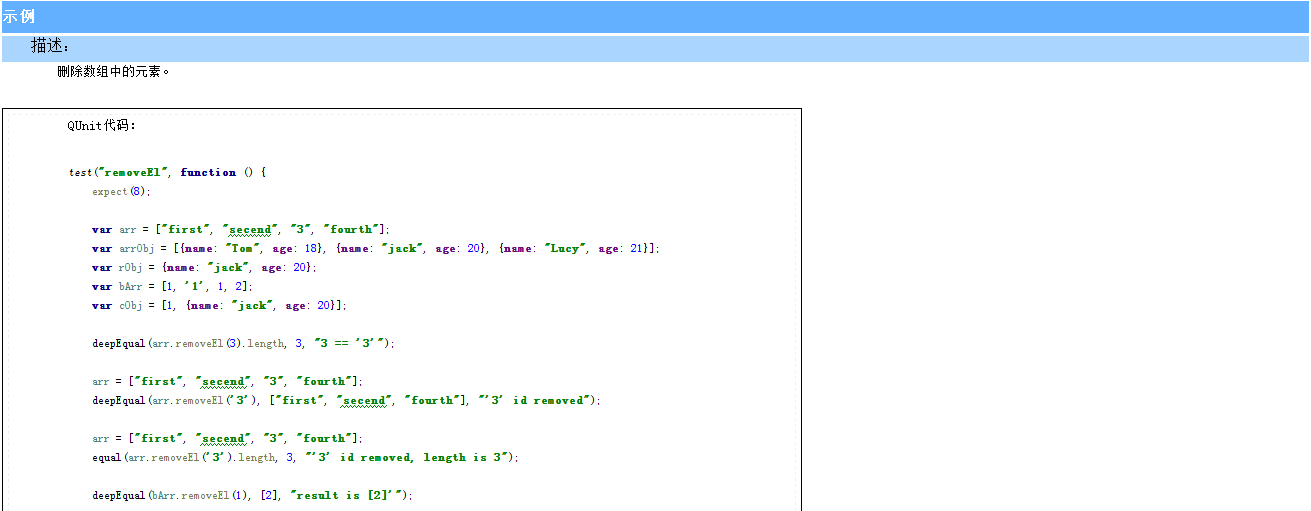 示例
描述：
删除数组中的元素。
QUnit代码：
test("removeEl", function () {
expect(8);
var arr = ["first", "secend", "3", "fourth"];
var arrObj = [{name: "Tom", age: 18}, {name: "jack", age: 20}, {name: "Lucy", age: 21}];
var rObj = {name: "jack", age: 20};
var bArr = [1, '1', 1, 2];
var cObj = [1, {name: "jack", age: 20}];
deepEqual(arr.removeEl(3).length, 3, "3 == '3'");
arr = ["first", "secend", "3", "fourth"];
deepEqual(arr.removeEl('3'), ["first", "secend", "fourth"], "'3' id removed");
arr = ["first", "secend", "3", "fourth"];
equal(arr.removeEl('3').length, 3, "'3' id removed, length is 3");
deepEqual(bArr.removeEl(1), [2], "result is [2]'");